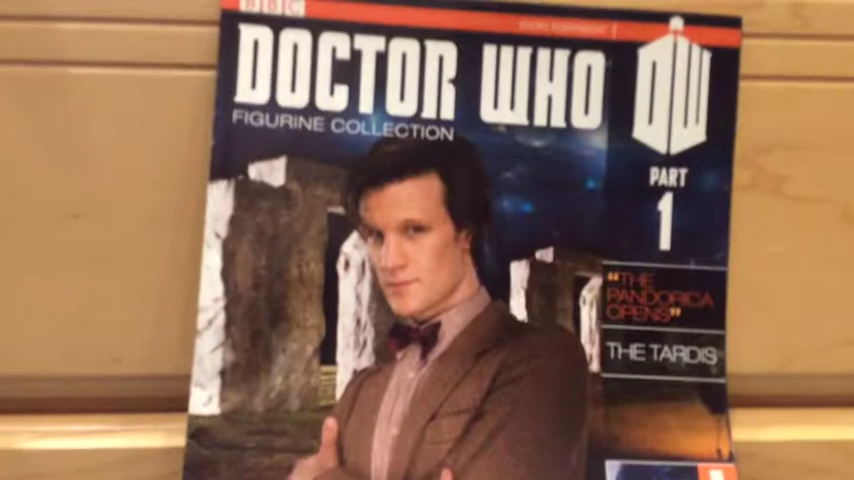 BBC
DOCTOR WHO
FIGURINE COLLECTION
DW
PART
1
"THE
PANDORICA
OPENS"
THE TARDIS